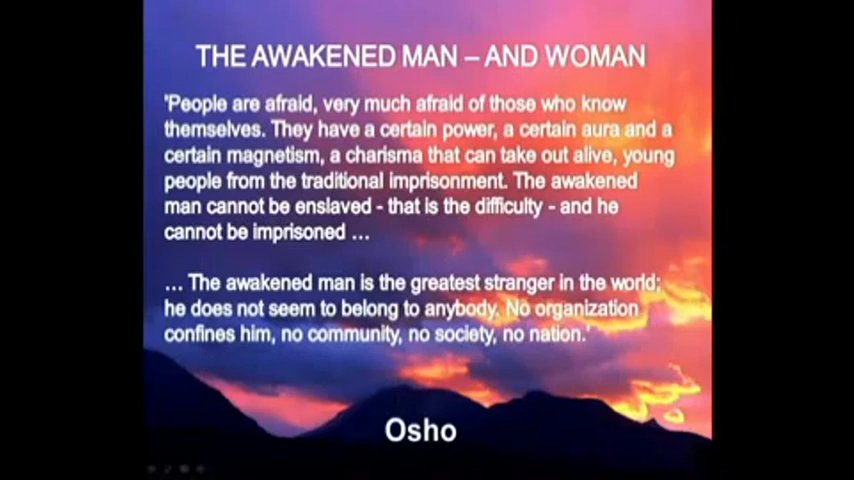 THE AWAKENED MAN – AND WOMAN
'People are afraid, very much afraid of those who know
themselves. They have a certain power, a certain aura and a
certain magnetism, a charisma that can take out alive, young
people from the traditional imprisonment. The awakened
man cannot be enslaved - that is the difficulty - and he
cannot be imprisoned …
… The awakened man is the greatest stranger in the world;
he does not seem to belong to anybody. No organization
confines him, no community, no society, no nation.'
Osho